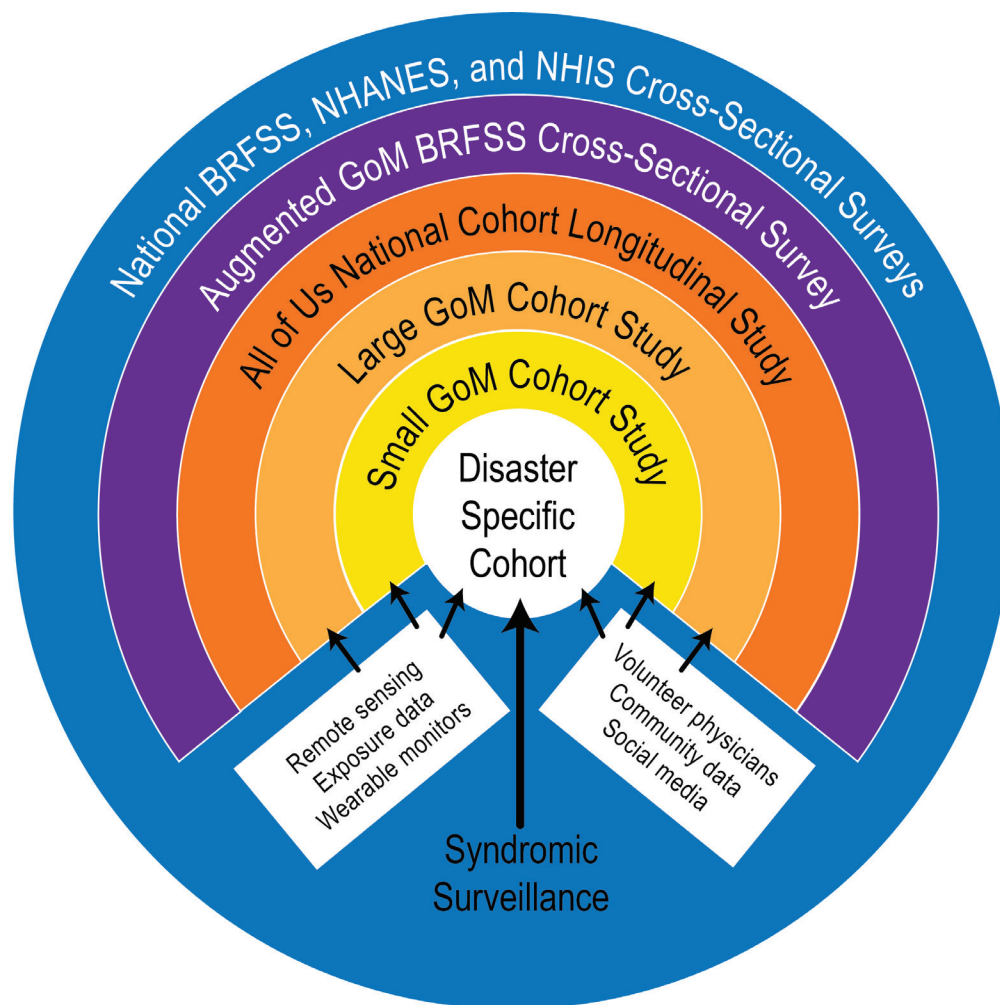 National BRFSS, NHANES, and NHIS Cross-Sectional Surveys
Augmented GoM BRFSS Cross-Sectional Survey
All of Us National Cohort Longitudinal Study
Large GoM Cohort Study
Small GoM Cohort Study
Disaster
Specific
Cohort
Remote sensing
Exposure data
Wearable monitors
Volunteer physicians
Community data
Social media
Syndromic
Surveillance